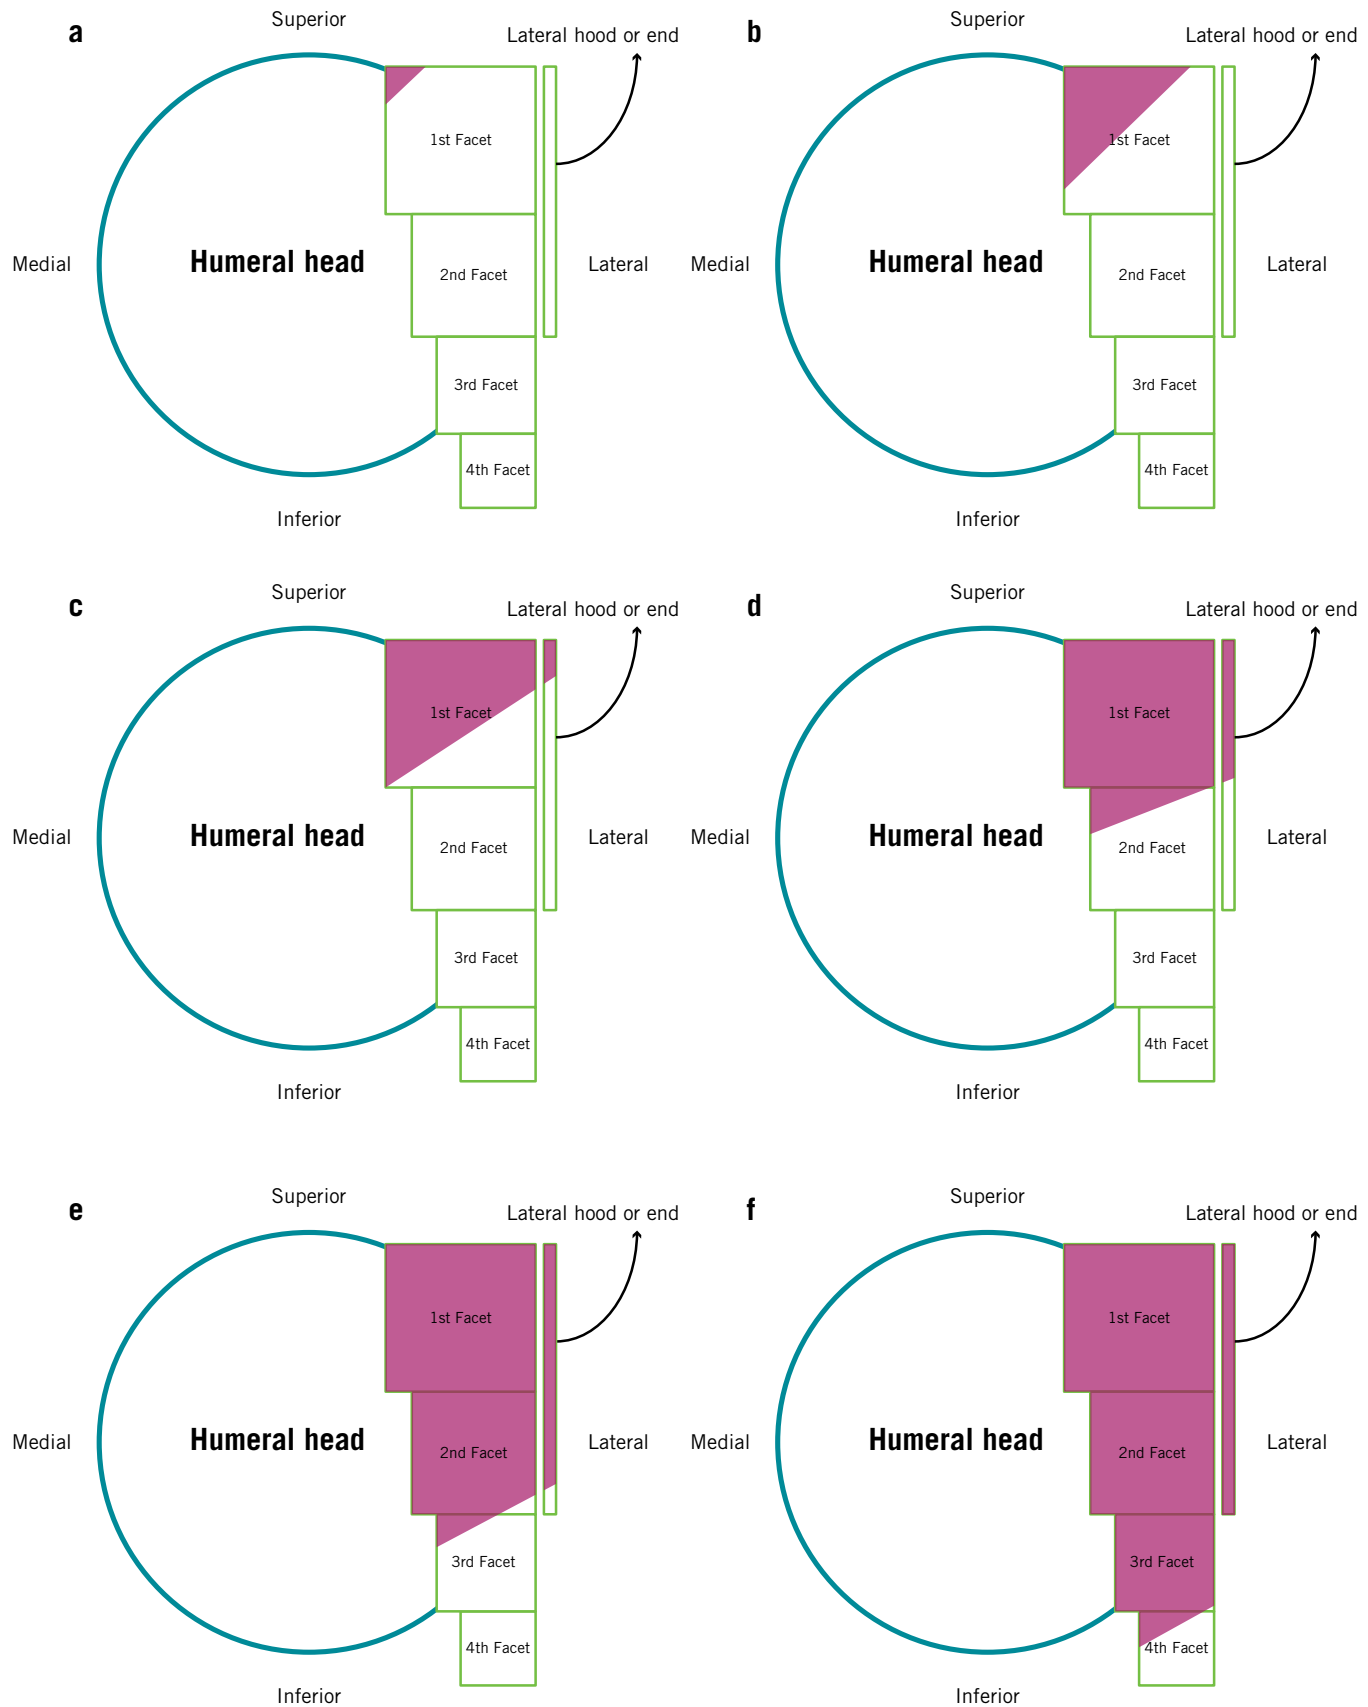 a
Superior
Lateral hood or end
1st Facet
Medial
Humeral head
2nd Facet
Lateral
3rd Facet
4th Facet
Inferior
b
Superior
Lateral hood or end
1st Facet
Medial
Humeral head
2nd Facet
Lateral
3rd Facet
4th Facet
Inferior
c
Superior
Lateral hood or end
1st Facet
Medial
Humeral head
2nd Facet
Lateral
3rd Facet
4th Facet
Inferior
d
Superior
Lateral hood or end
1st Facet
Medial
Humeral head
2nd Facet
Lateral
3rd Facet
4th Facet
Inferior
e
Superior
Lateral hood or end
1st Facet
Medial
Humeral head
2nd Facet
Lateral
3rd Facet
4th Facet
Inferior
f
Superior
Lateral hood or end
1st Facet
Medial
Humeral head
2nd Facet
Lateral
3rd Facet
4th Facet
Inferior